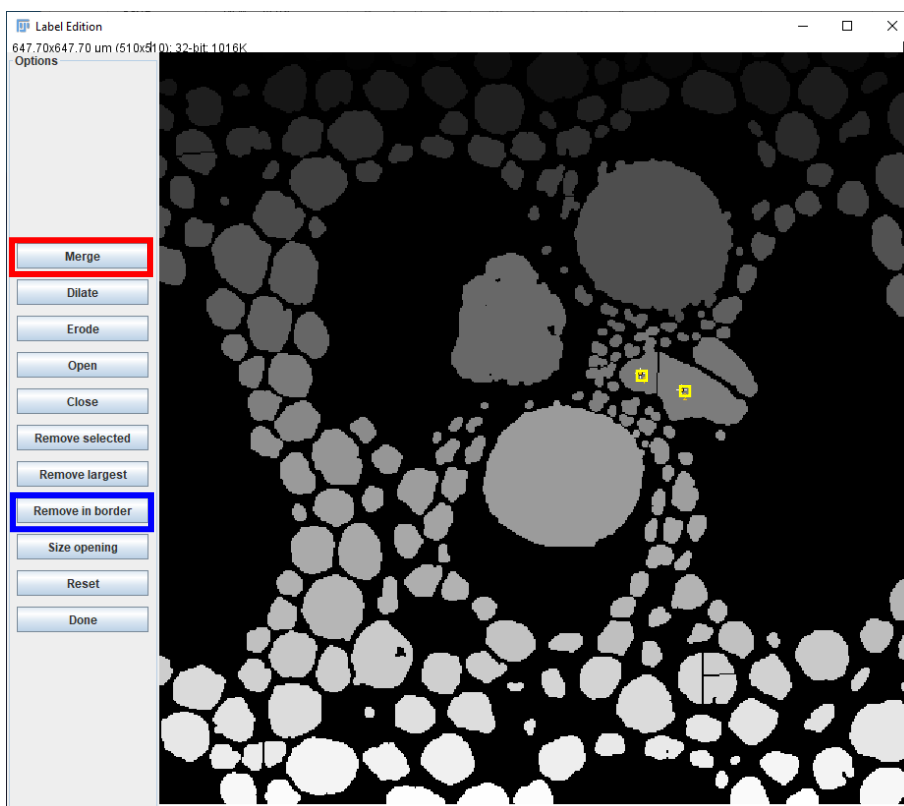 Label Edition
647.70x647.70 um (510x510); 32-bit; 1016K
Options
Merge
Dilate
Erode
Open
Close
Remove selected
Remove largest
Remove in border
Size opening
Reset
Done